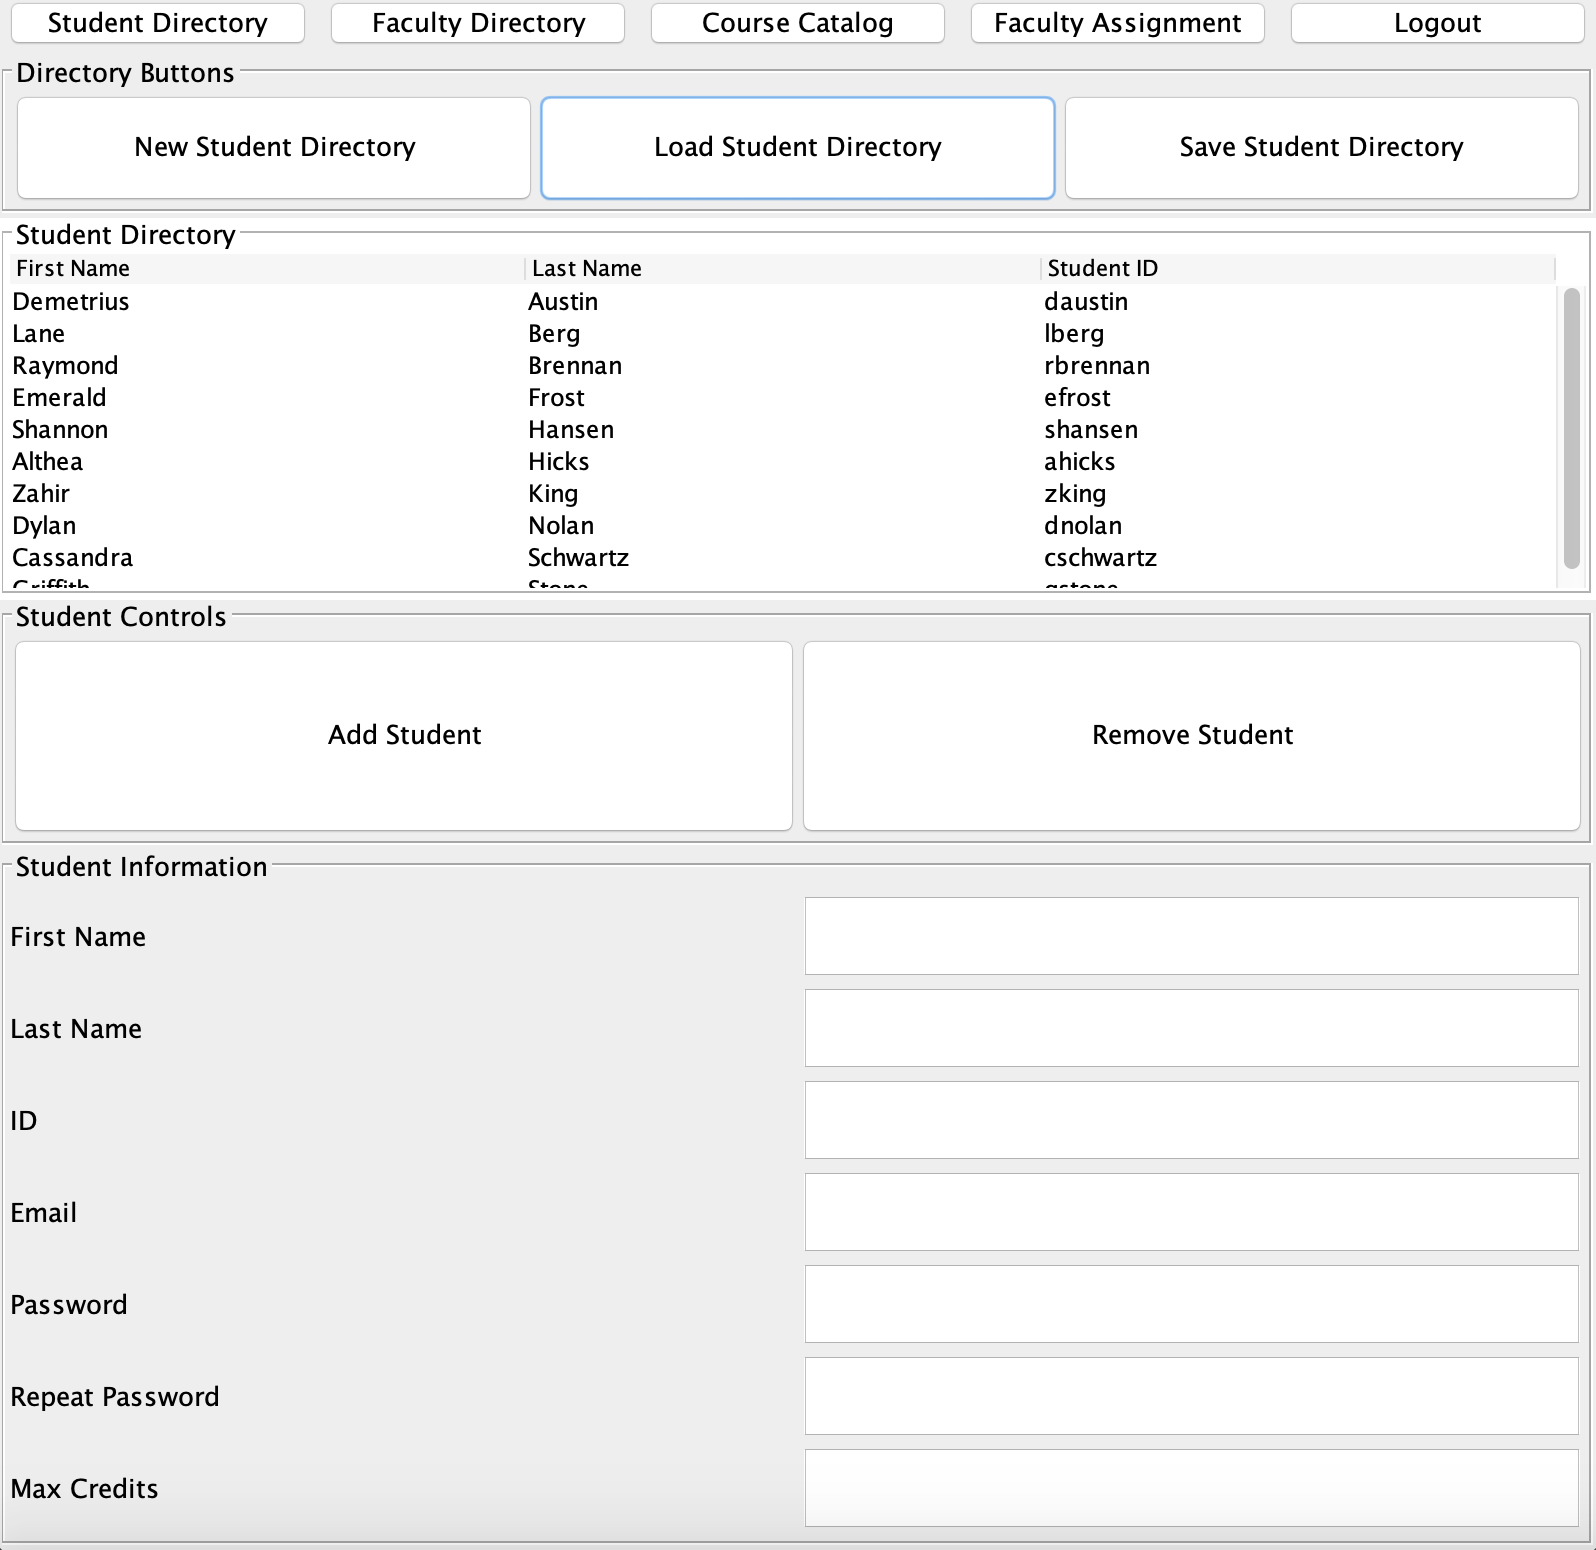 Student Directory Faculty Directory Course Catalog Faculty Assignment Logout
Directory Buttons
New Student Directory Load Student Directory Save Student Directory
Student Directory
First Name Last Name Student ID
Demetrius Austin daustin
Lane Berg lberg
Raymond Brennan rbrennan
Emerald Frost efrost
Shannon Hansen shansen
Althea Hicks ahicks
Zahir King zking
Dylan Nolan dnolan
Cassandra Schwartz cschwartz
Griffith Stone gstone
Student Controls
Add Student Remove Student
Student Information
First Name
Last Name
ID
Email
Password
Repeat Password
Max Credits